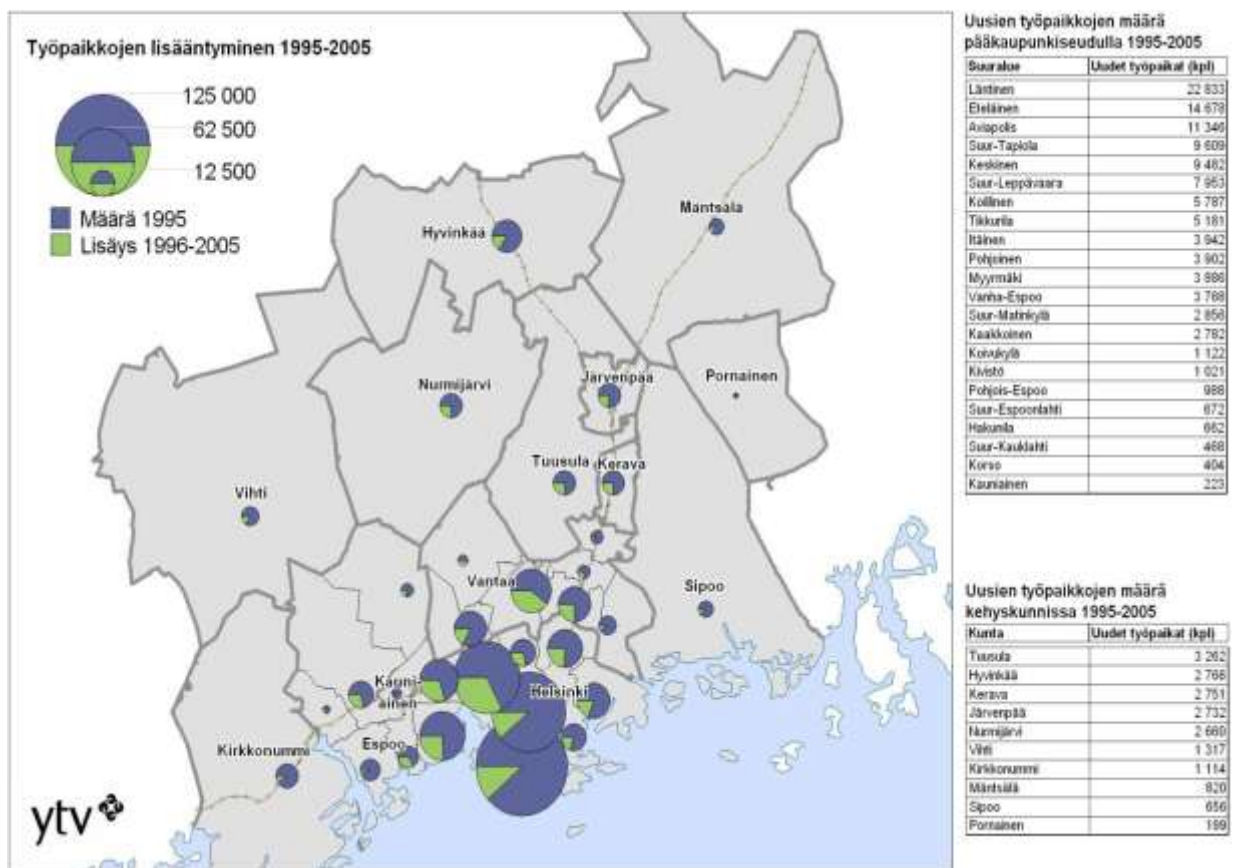 Työpaikkojen lisääntyminen 1995-2005
125 000
62 500
12 500
Määrä 1995
Lisäys 1996-2005
Hyvinkää
Mäntsälä
Nurmijärvi
Järvenpää
Pornainen
Tuusula
Kerava
Vihti
Vantaa
Sipoo
Kauni-
ainen
Helsinki
Espoo
Kirkkonummi
ytv
Uusien työpaikkojen määrä
pääkaupunkiseudulla 1995-2005
Suuralue Uudet työpaikat (kpl)
Läntinen 22 833
Eteläinen 14 678
Aviapolis 11 346
Suur-Tapiola 9 609
Keskinen 9 482
Suur-Leppävaara 7 953
Koillinen 5 787
Tikkurila 5 181
Itäinen 3 942
Pohjoinen 3 902
Myyrmäki 3 986
Vanha-Espoo 3 768
Suur-Matinkylä 2 856
Kaakkoinen 2 782
Koivukylä 1 122
Kivistö 1 021
Pohjois-Espoo 988
Suur-Espoonlahti 672
Hakunila 662
Suur-Kauklahti 468
Korso 404
Kauniainen 223
Uusien työpaikkojen määrä
kehyskunnissa 1995-2005
Kunta Uudet työpaikat (kpl)
Tuusula 3 262
Hyvinkää 2 766
Kerava 2 751
Järvenpää 2 732
Nurmijärvi 2 660
Vihti 1 317
Kirkkonummi 1 114
Mäntsälä 820
Sipoo 656
Pornainen 199